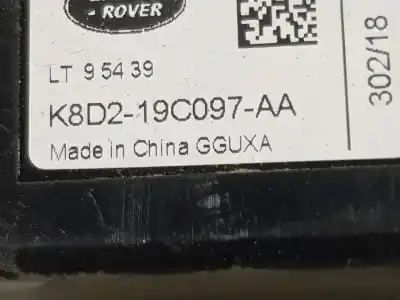 -ROVER
LT 9 54 39
K8D2-19C097-AA
Made in China GGUXA
302/18